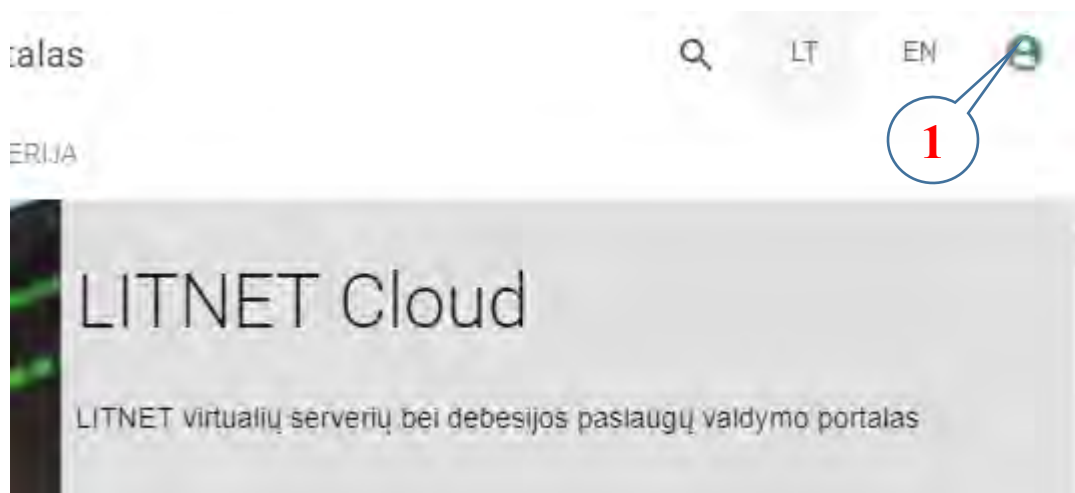 talas
LT EN
1
ERIJA
LITNET Cloud
LITNET virtualių serverių bei debesijos paslaugų valdymo portalas